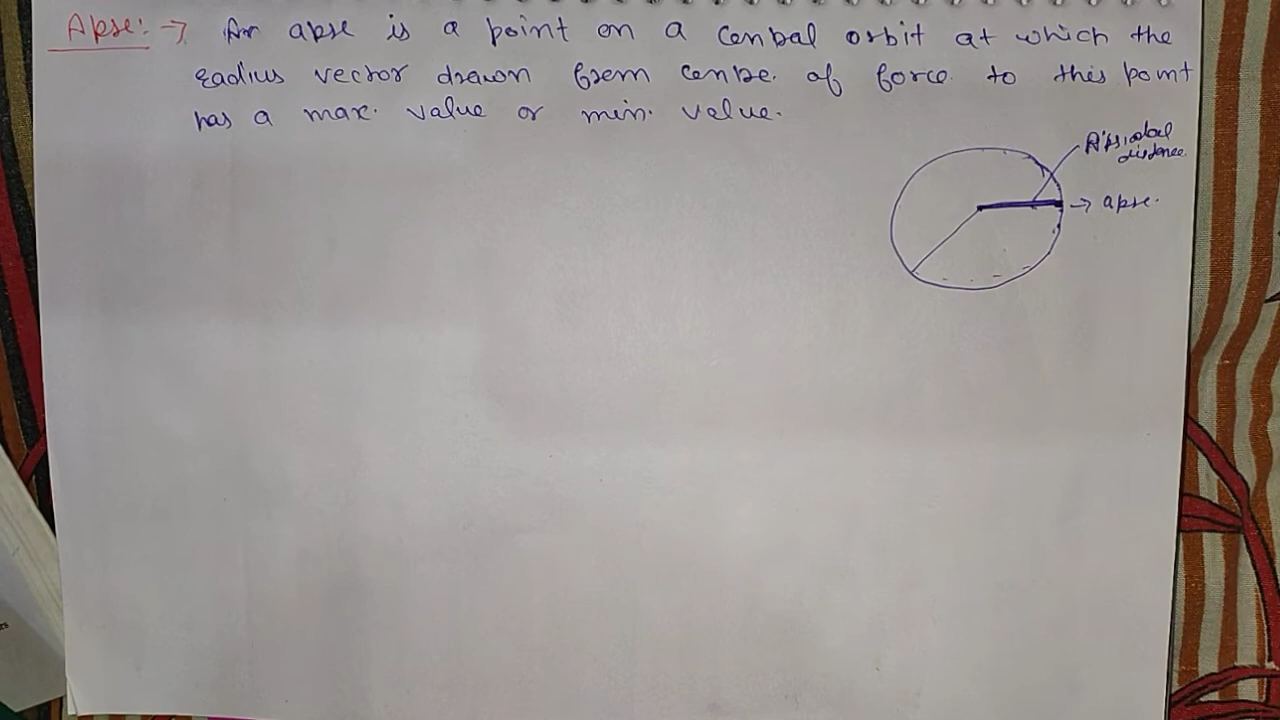 Apse: → An apse is a point on a central orbit at which the
radius vector drawn from centre of force to this point
has a max. value or min. value.
Apsidal
distance.
→ apse.